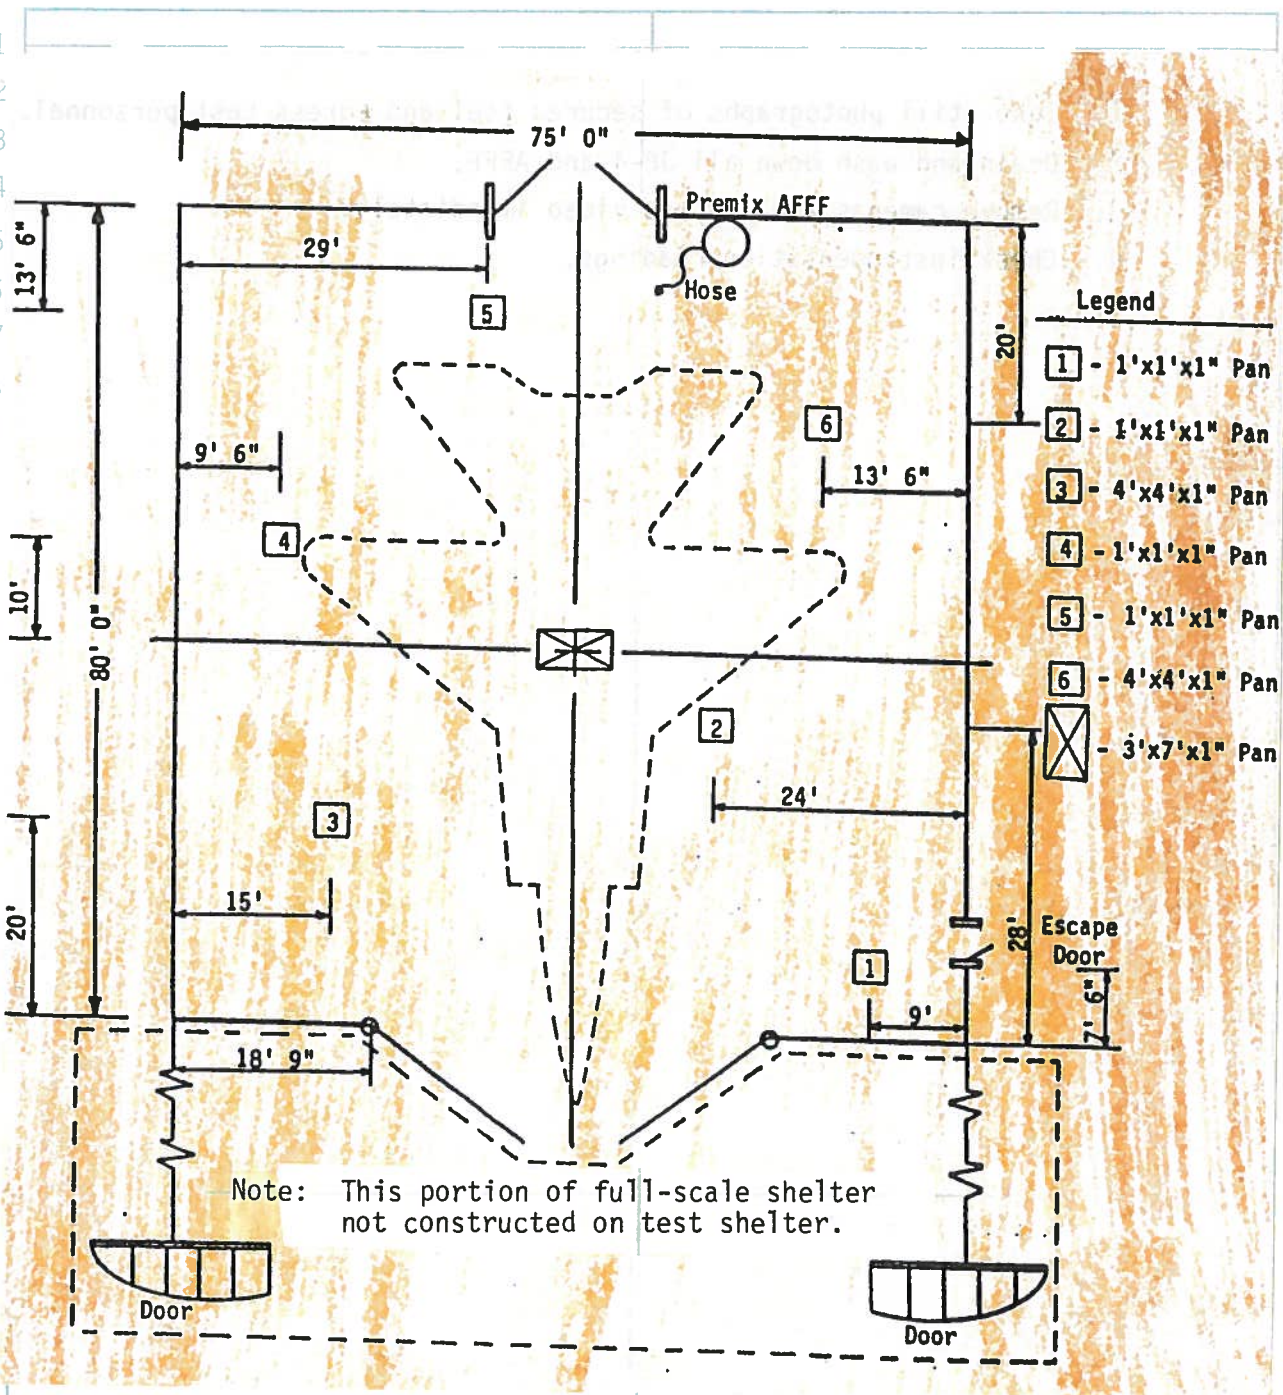 75' 0"
Premix AFFF
13' 6"
29'
Hose
5
Legend
20'
1 - 1'x1'x1" Pan
6
2 - 1'x1'x1" Pan
9' 6"
13' 6"
3 - 4'x4'x1" Pan
4
4 - 1'x1'x1" Pan
10'
80' 0"
5 - 1'x1'x1" Pan
6 - 4'x4'x1" Pan
2
- 3'x7'x1" Pan
24'
3
15'
20'
28'
Escape
Door
1
7' 6"
9'
18' 9"
Note: This portion of full-scale shelter
not constructed on test shelter.
Door
Door